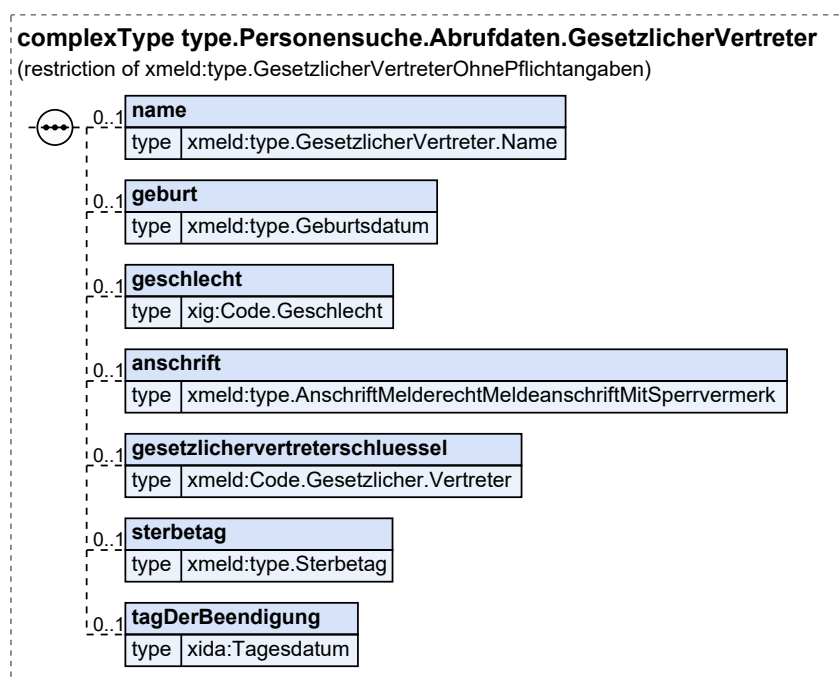 complexType type.Personensuche.Abrufdaten.GesetzlicherVertreter
(restriction of xmeld:type.GesetzlicherVertreterOhnePflichtangaben)
0..1 name
type xmeld:type.GesetzlicherVertreter.Name
0..1 geburt
type xmeld:type.Geburtsdatum
0..1 geschlecht
type xig:Code.Geschlecht
0..1 anschrift
type xmeld:type.AnschriftMelderechtMeldeanschriftMitSperrvermerk
0..1 gesetzlichervertreterschluessel
type xmeld:Code.Gesetzlicher.Vertreter
0..1 sterbetag
type xmeld:type.Sterbetag
0..1 tagDerBeendigung
type xida:Tagesdatum